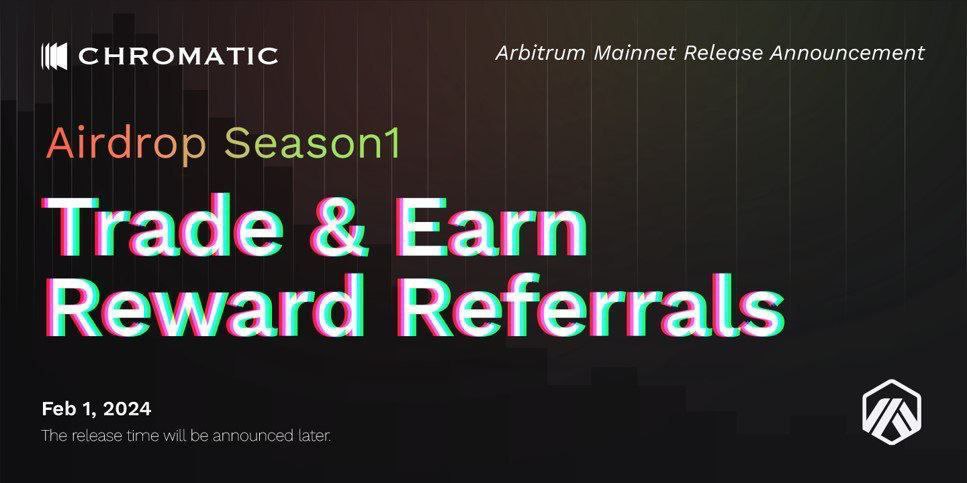 CHROMATIC
Arbitrum Mainnet Release Announcement
Airdrop Season1
Trade & Earn
Reward Referrals
Feb 1, 2024
The release time will be announced later.